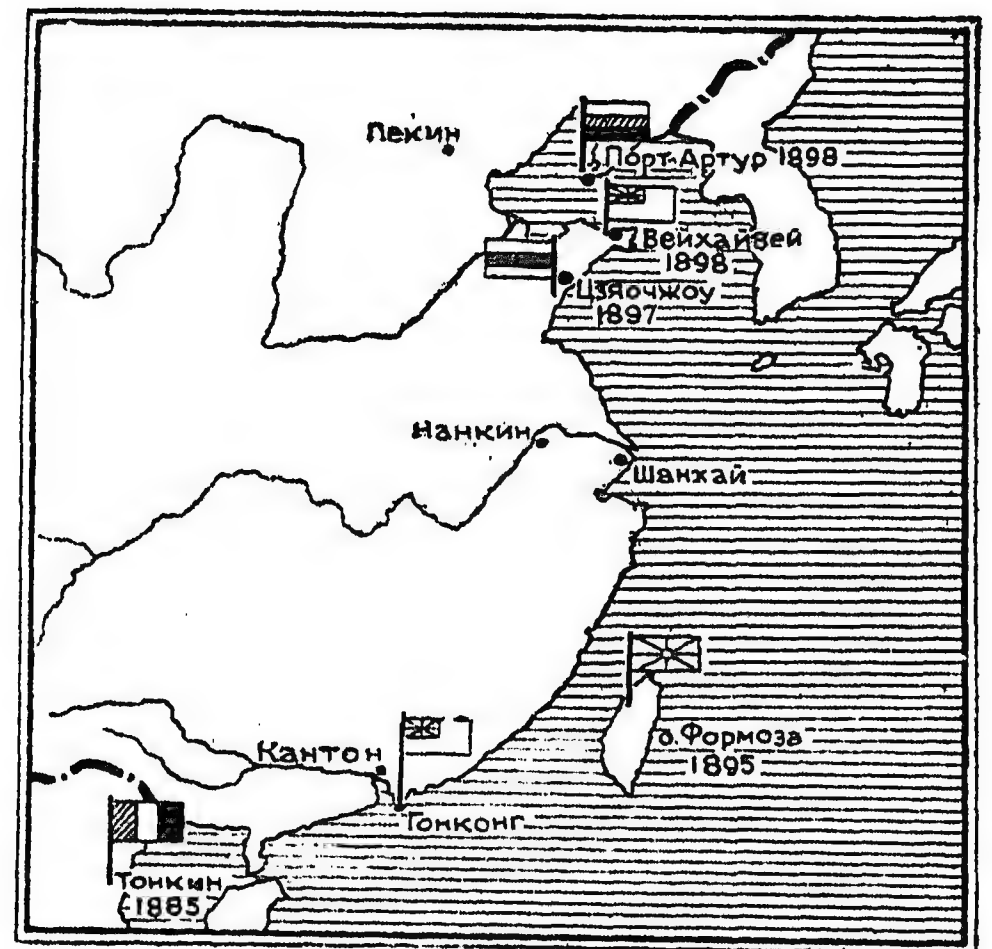 Пекин
Порт-Артур 1898
Вейхайвей
1898
Цзяочжоу
1897
Нанкин
Шанхай
о.Формоза
1895
Кантон
Гонконг
Тонкин
1885